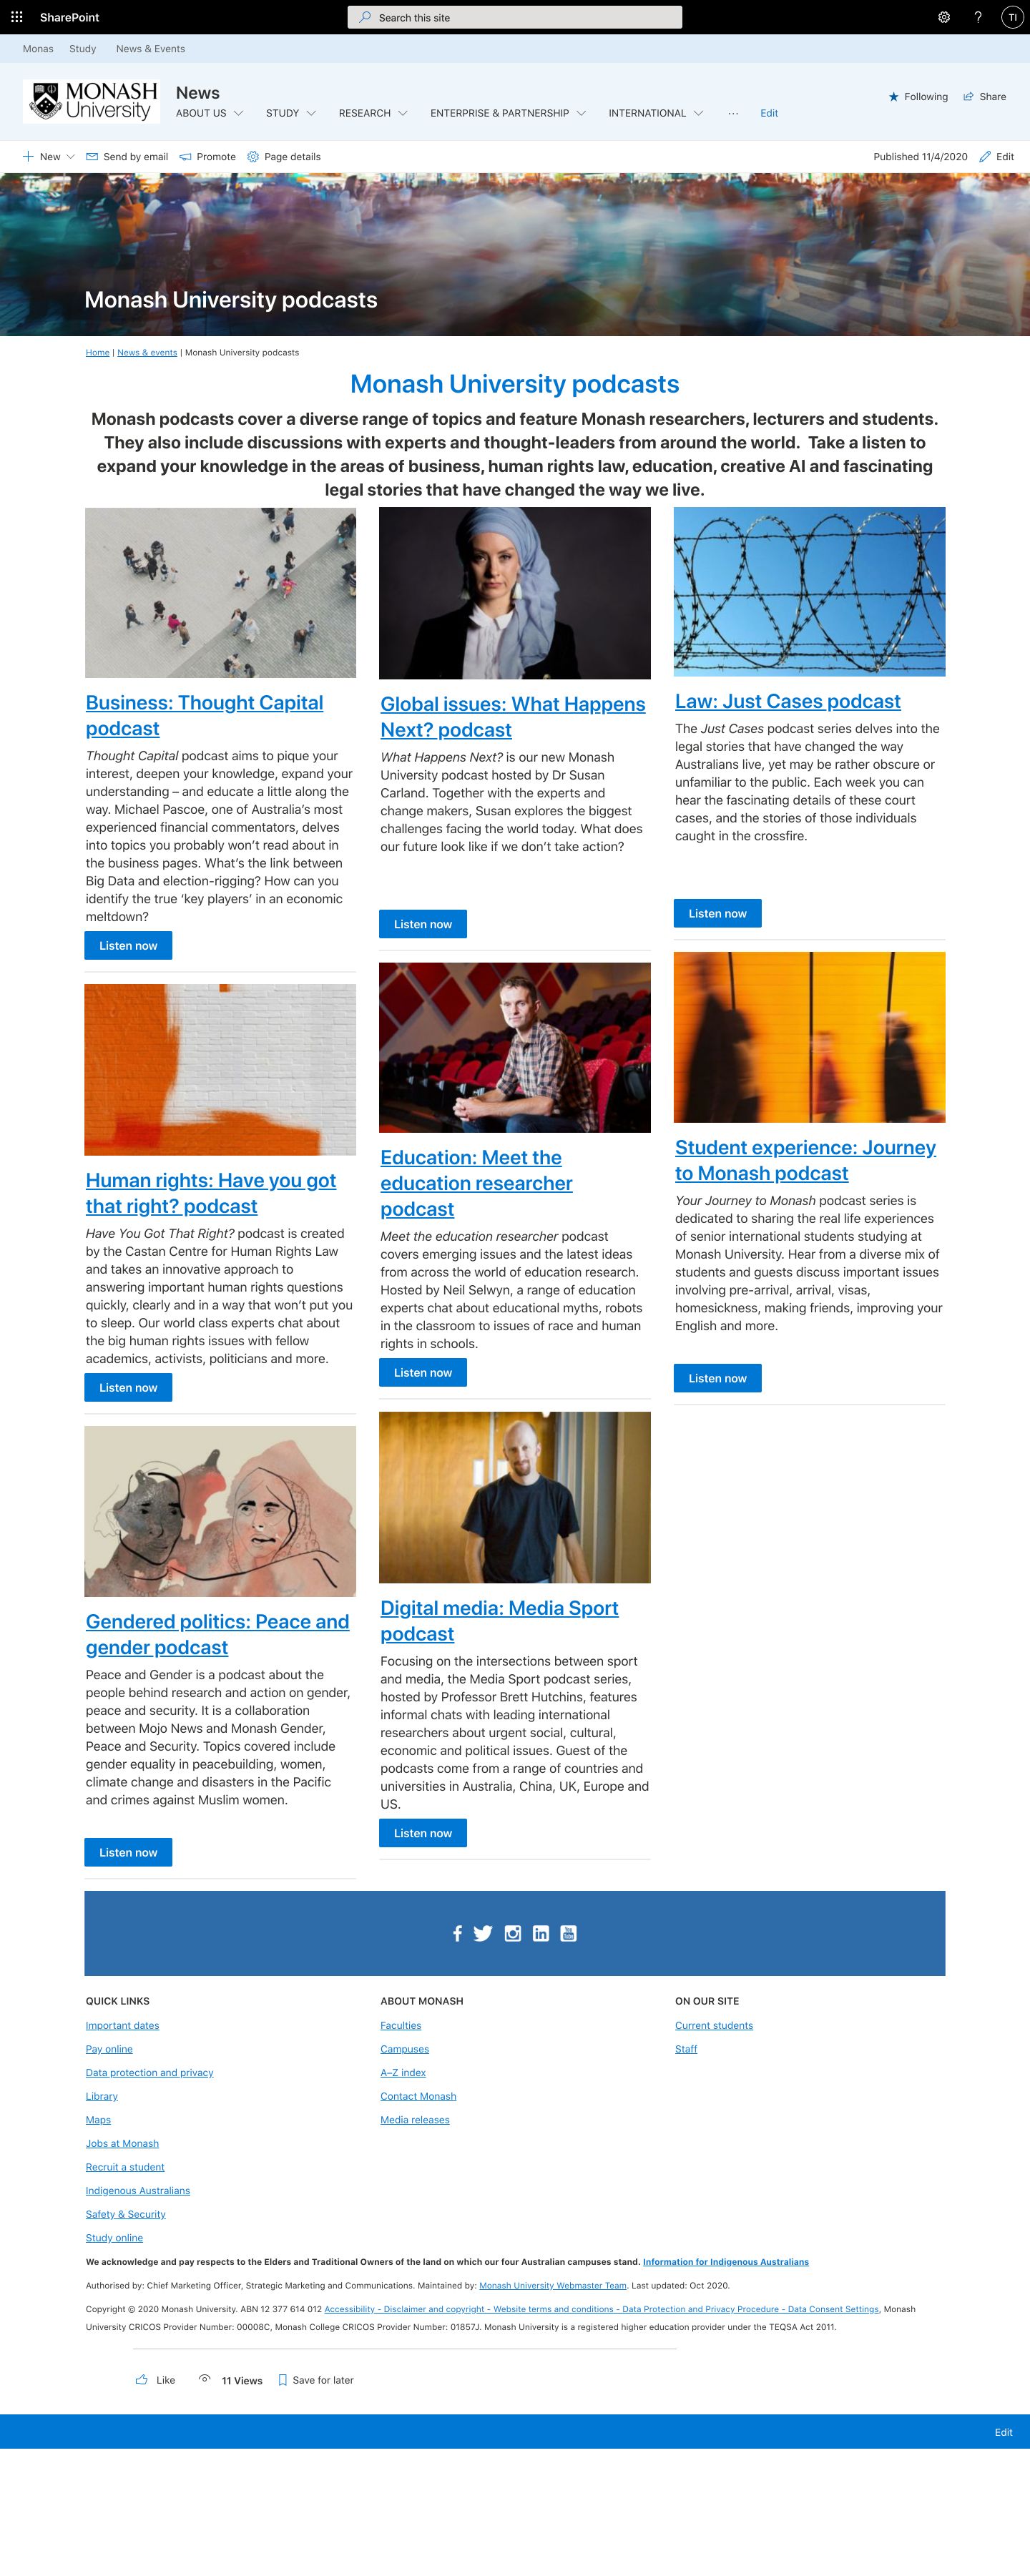 SharePoint
Search this site
?
TI
Monas Study News & Events
MONASH
University
News
ABOUT US STUDY RESEARCH ENTERPRISE & PARTNERSHIP INTERNATIONAL ... Edit
Following Share
New Send by email Promote Page details
Published 11/4/2020 Edit
Monash University podcasts
Home | News & events | Monash University podcasts
Monash University podcasts
Monash podcasts cover a diverse range of topics and feature Monash researchers, lecturers and students.
They also include discussions with experts and thought-leaders from around the world. Take a listen to
expand your knowledge in the areas of business, human rights law, education, creative AI and fascinating
legal stories that have changed the way we live.
Business: Thought Capital
podcast
Thought Capital podcast aims to pique your
interest, deepen your knowledge, expand your
understanding – and educate a little along the
way. Michael Pascoe, one of Australia’s most
experienced financial commentators, delves
into topics you probably won’t read about in
the business pages. What’s the link between
Big Data and election-rigging? How can you
identify the true ‘key players’ in an economic
meltdown?
Listen now
Human rights: Have you got
that right? podcast
Have You Got That Right? podcast is created
by the Castan Centre for Human Rights Law
and takes an innovative approach to
answering important human rights questions
quickly, clearly and in a way that won’t put you
to sleep. Our world class experts chat about
the big human rights issues with fellow
academics, activists, politicians and more.
Listen now
Gendered politics: Peace and
gender podcast
Peace and Gender is a podcast about the
people behind research and action on gender,
peace and security. It is a collaboration
between Mojo News and Monash Gender,
Peace and Security. Topics covered include
gender equality in peacebuilding, women,
climate change and disasters in the Pacific
and crimes against Muslim women.
Listen now
Global issues: What Happens
Next? podcast
What Happens Next? is our new Monash
University podcast hosted by Dr Susan
Carland. Together with the experts and
change makers, Susan explores the biggest
challenges facing the world today. What does
our future look like if we don’t take action?
Listen now
Education: Meet the
education researcher
podcast
Meet the education researcher podcast
covers emerging issues and the latest ideas
from across the world of education research.
Hosted by Neil Selwyn, a range of education
experts chat about educational myths, robots
in the classroom to issues of race and human
rights in schools.
Listen now
Digital media: Media Sport
podcast
Focusing on the intersections between sport
and media, the Media Sport podcast series,
hosted by Professor Brett Hutchins, features
informal chats with leading international
researchers about urgent social, cultural,
economic and political issues. Guest of the
podcasts come from a range of countries and
universities in Australia, China, UK, Europe and
US.
Listen now
Law: Just Cases podcast
The Just Cases podcast series delves into the
legal stories that have changed the way
Australians live, yet may be rather obscure or
unfamiliar to the public. Each week you can
hear the fascinating details of these court
cases, and the stories of those individuals
caught in the crossfire.
Listen now
Student experience: Journey
to Monash podcast
Your Journey to Monash podcast series is
dedicated to sharing the real life experiences
of senior international students studying at
Monash University. Hear from a diverse mix of
students and guests discuss important issues
involving pre-arrival, arrival, visas,
homesickness, making friends, improving your
English and more.
Listen now
QUICK LINKS
Important dates
Pay online
Data protection and privacy
Library
Maps
Jobs at Monash
Recruit a student
Indigenous Australians
Safety & Security
Study online
ABOUT MONASH
Faculties
Campuses
A–Z index
Contact Monash
Media releases
ON OUR SITE
Current students
Staff
We acknowledge and pay respects to the Elders and Traditional Owners of the land on which our four Australian campuses stand. Information for Indigenous Australians
Authorised by: Chief Marketing Officer, Strategic Marketing and Communications. Maintained by: Monash University Webmaster Team. Last updated: Oct 2020.
Copyright © 2020 Monash University. ABN 12 377 614 012 Accessibility - Disclaimer and copyright - Website terms and conditions - Data Protection and Privacy Procedure - Data Consent Settings, Monash
University CRICOS Provider Number: 00008C, Monash College CRICOS Provider Number: 01857J. Monash University is a registered higher education provider under the TEQSA Act 2011.
Like 11 Views Save for later
Edit